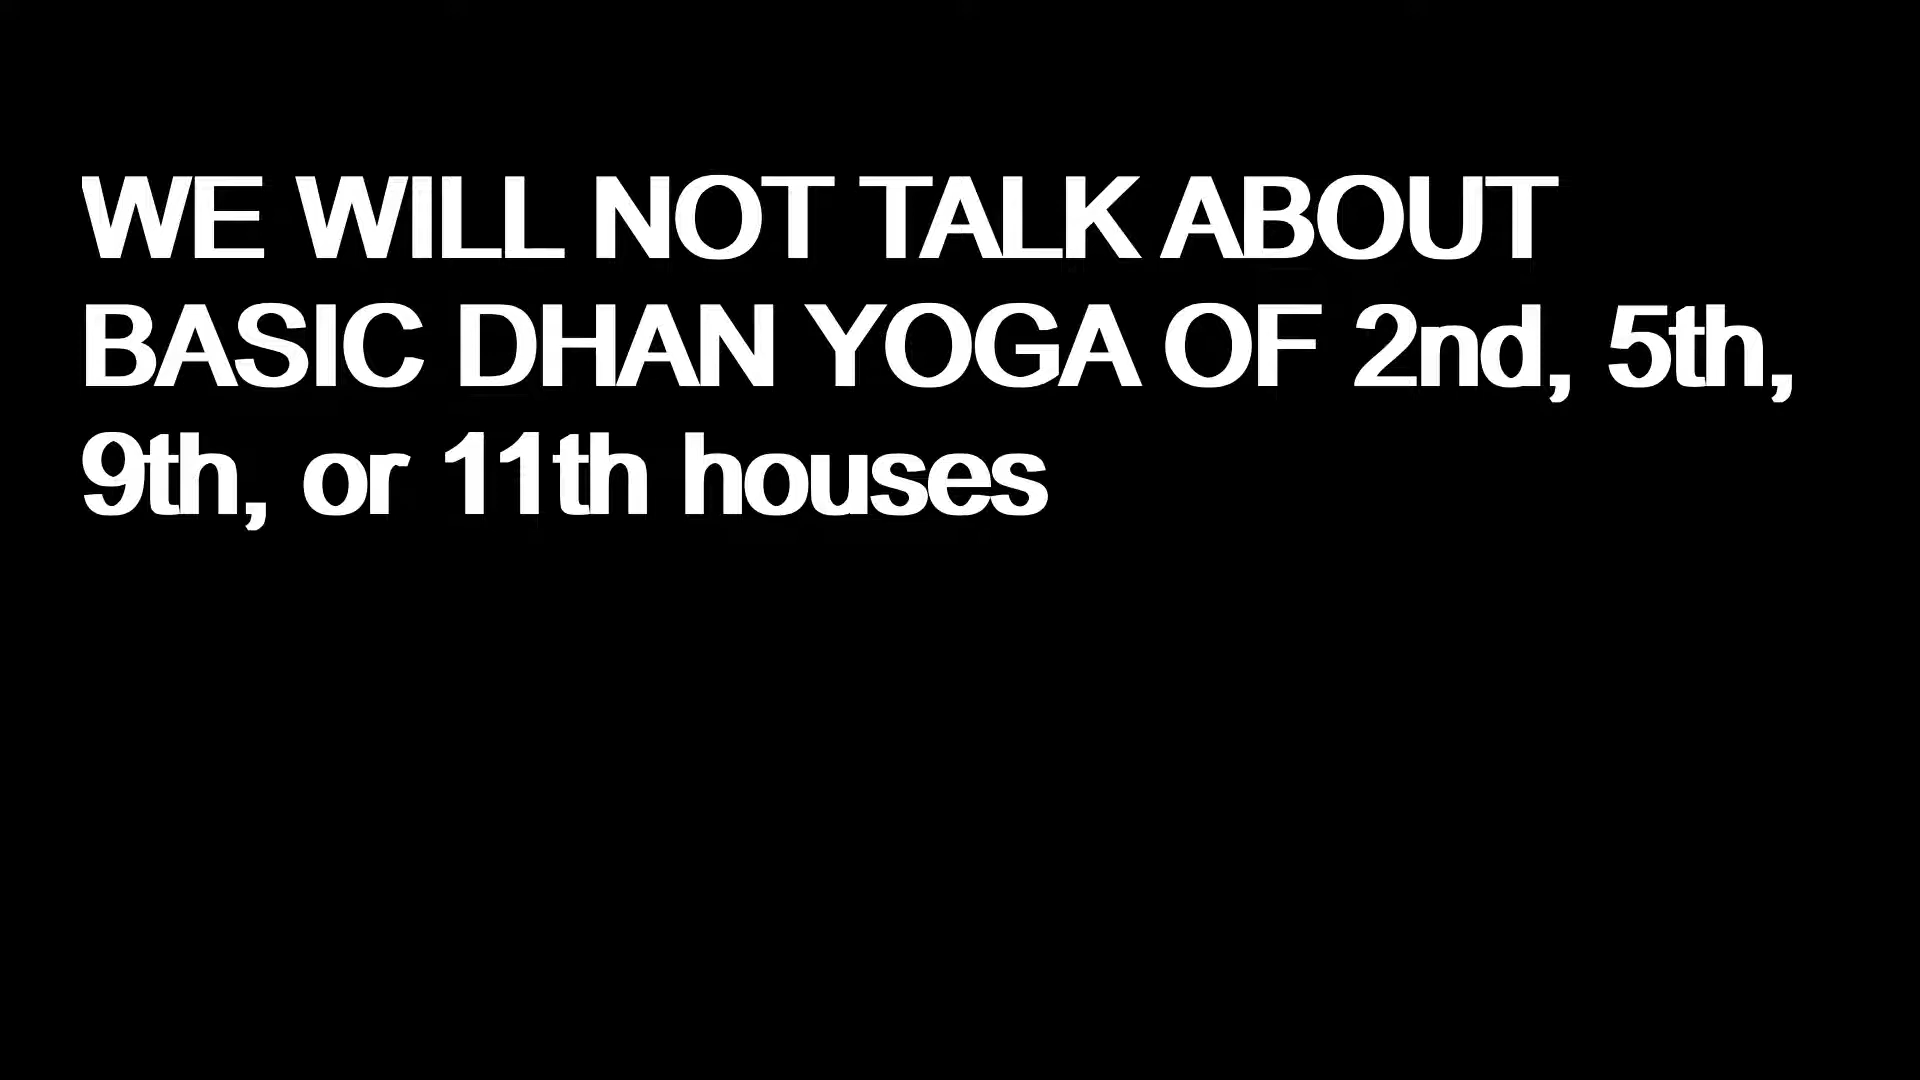 WE WILL NOT TALK ABOUT
BASIC DHAN YOGA OF 2nd, 5th,
9th, or 11th houses